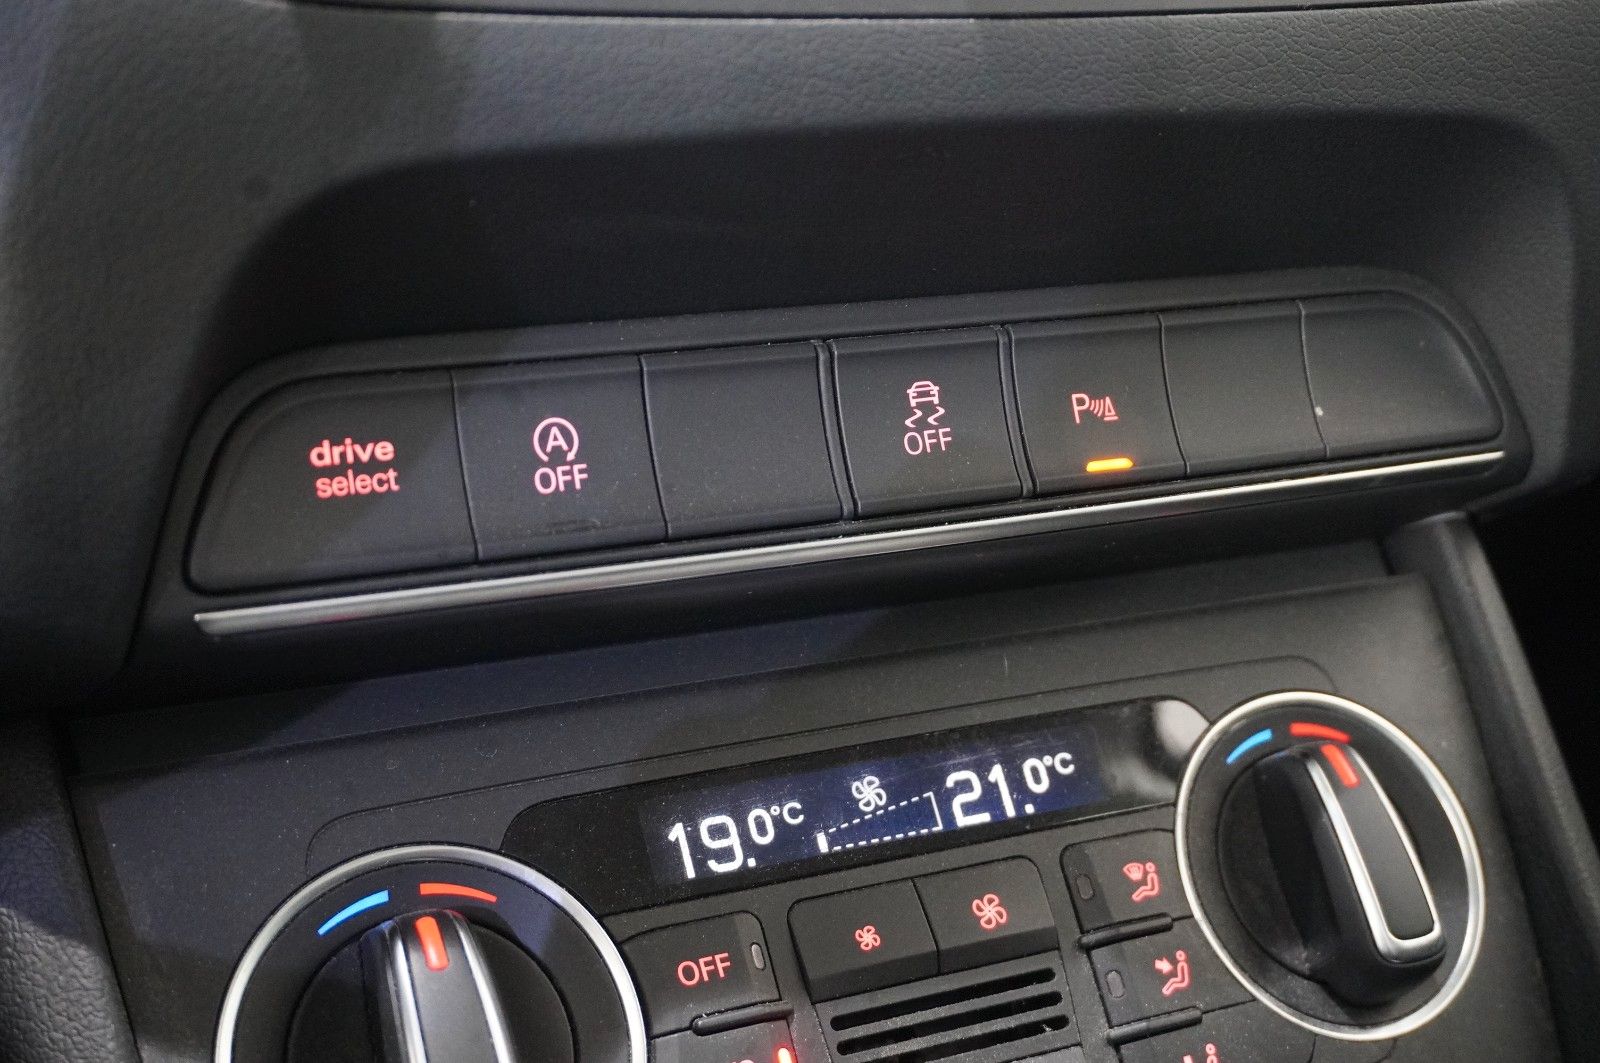 drive
select
A
OFF
OFF
P
19.0°C
21.0°C
OFF